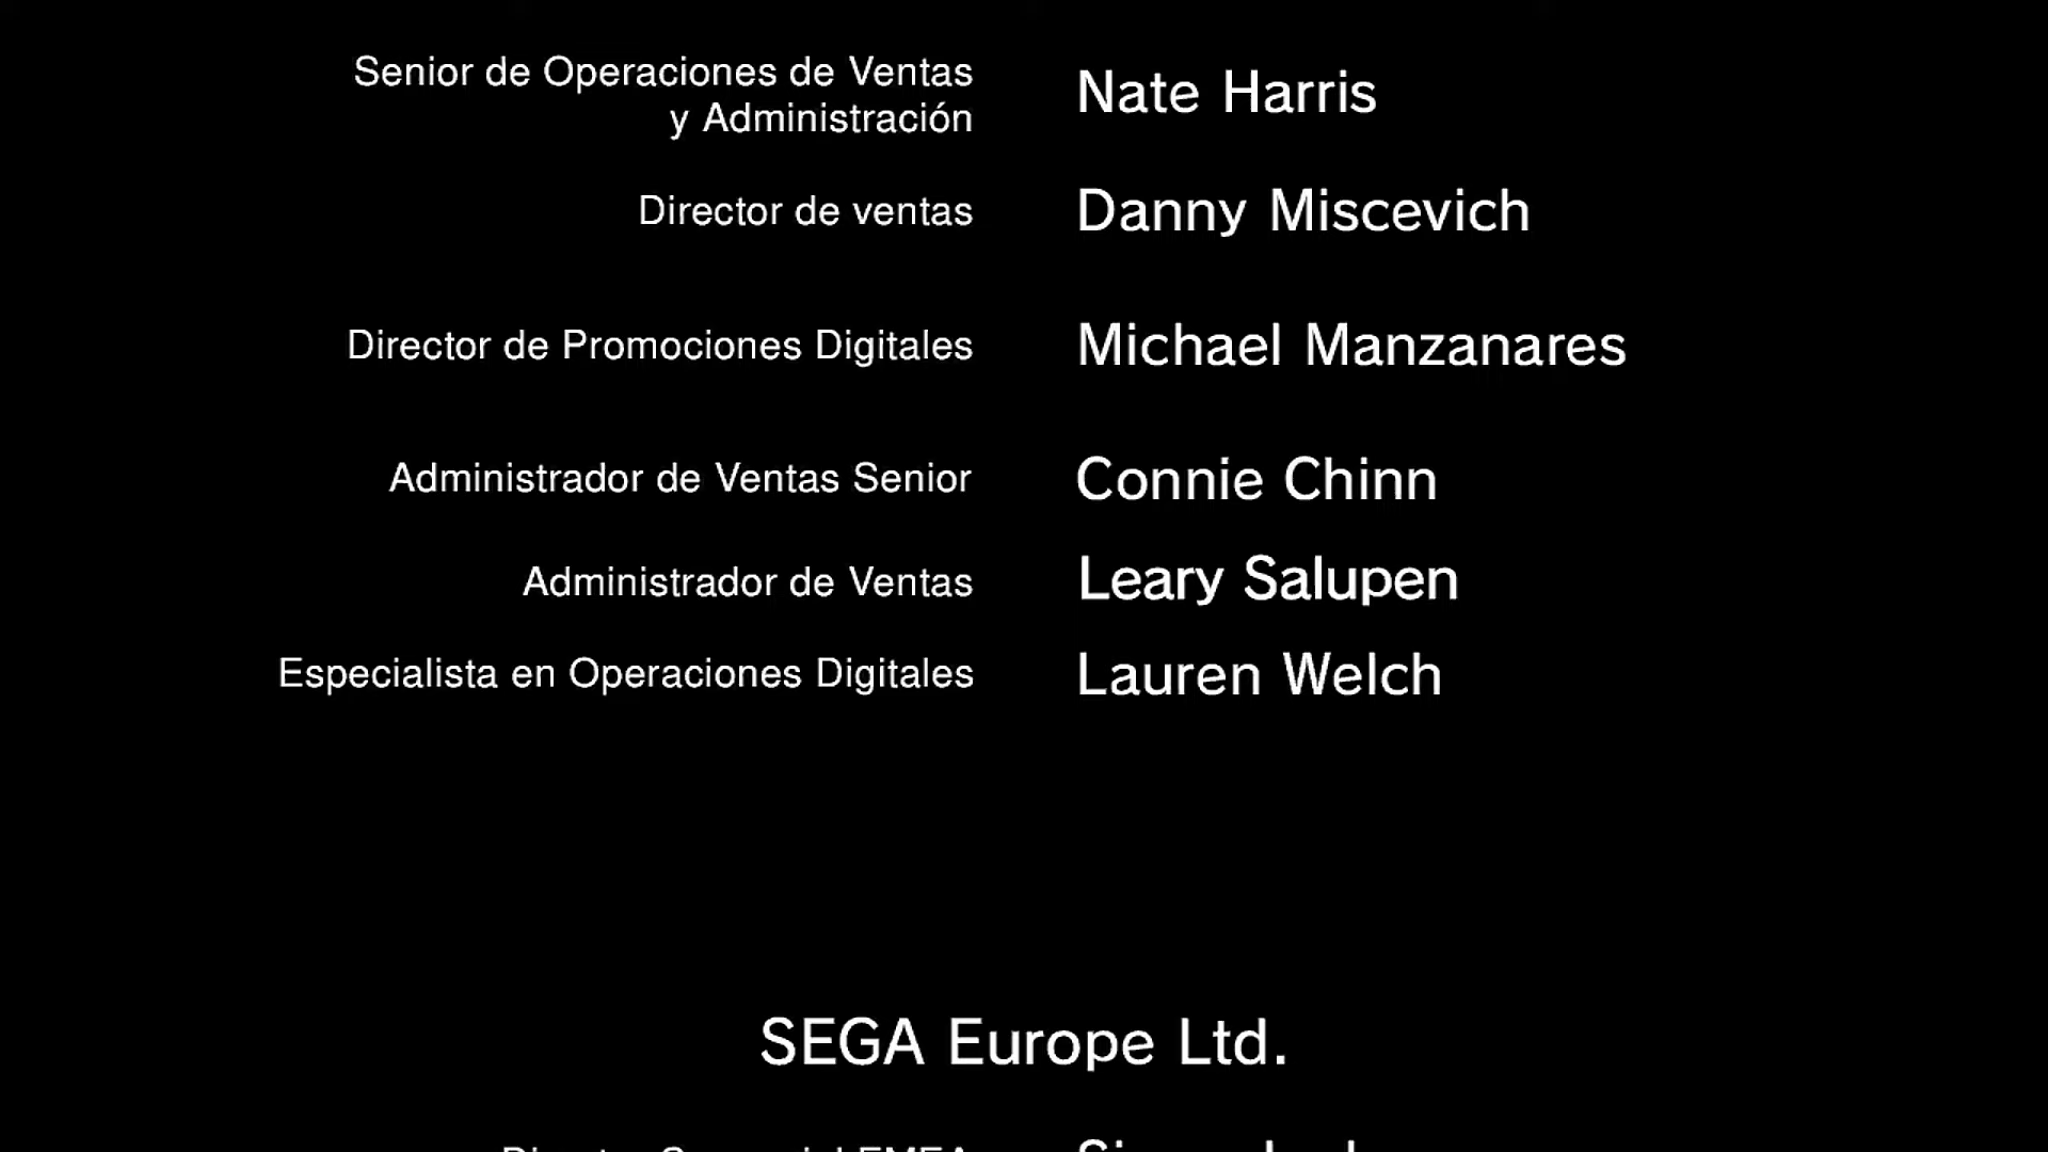 Senior de Operaciones de Ventas
y Administración
Nate Harris
Director de ventas
Danny Miscevich
Director de Promociones Digitales
Michael Manzanares
Administrador de Ventas Senior
Connie Chinn
Administrador de Ventas
Leary Salupen
Especialista en Operaciones Digitales
Lauren Welch
SEGA Europe Ltd.